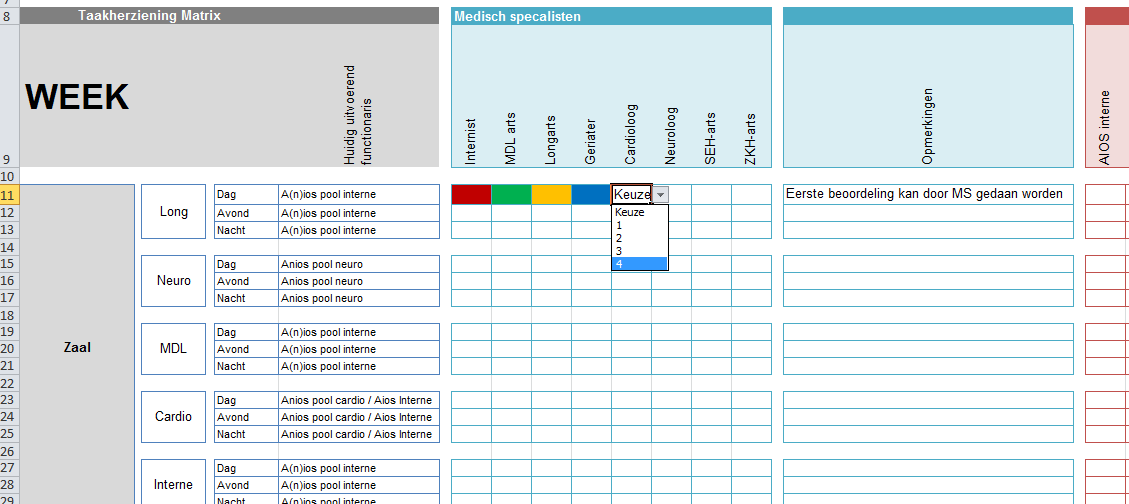 7
8 Taakherziening Matrix Medisch specalisten
9 WEEK Huidig uitvoerend functionaris Internist MDL arts Longarts Geriater Cardioloog Neuroloog SEH-arts ZKH-arts Opmerkingen AIOS interne
10
11 Dag A(n)ios pool interne Keuze Eerste beoordeling kan door MS gedaan worden
12 Long Avond A(n)ios pool interne
13 Nacht A(n)ios pool interne
Keuze
1
2
3
4
14
15 Dag Anios pool neuro
16 Neuro Avond Anios pool neuro
17 Nacht Anios pool neuro
18
19 Dag A(n)ios pool interne
20 Zaal MDL Avond A(n)ios pool interne
21 Nacht A(n)ios pool interne
22
23 Dag Anios pool cardio / Aios Interne
24 Cardio Avond Anios pool cardio / Aios Interne
25 Nacht Anios pool cardio / Aios Interne
26
27 Dag A(n)ios pool interne
28 Interne Avond A(n)ios pool interne
29 Nacht A(n)ios pool interne